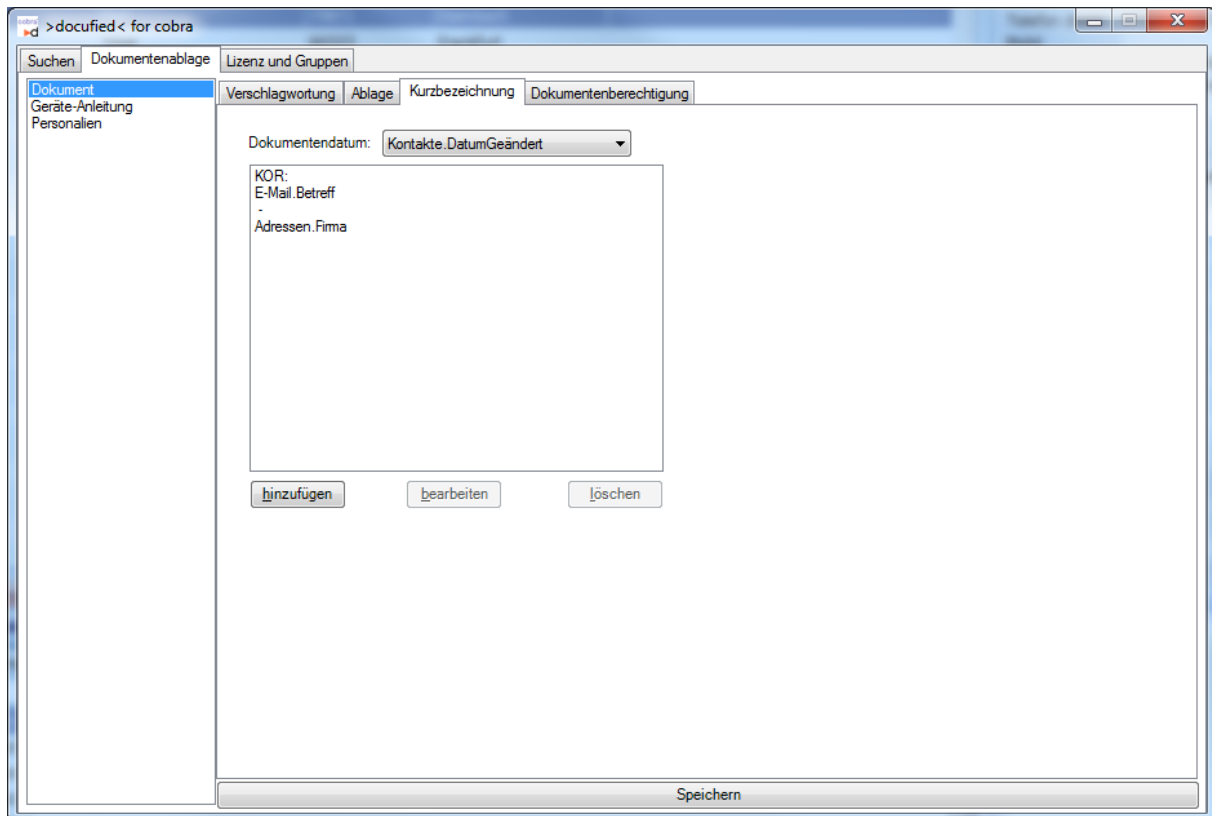 cobra >docufied< for cobra
Suchen Dokumentenablage Lizenz und Gruppen
Dokument
Geräte-Anleitung
Personalien
Verschlagwortung Ablage Kurzbezeichnung Dokumentenberechtigung
Dokumentendatum: Kontakte.DatumGeändert
KOR:
E-Mail.Betreff
-
Adressen.Firma
hinzufügen bearbeiten löschen
Speichern